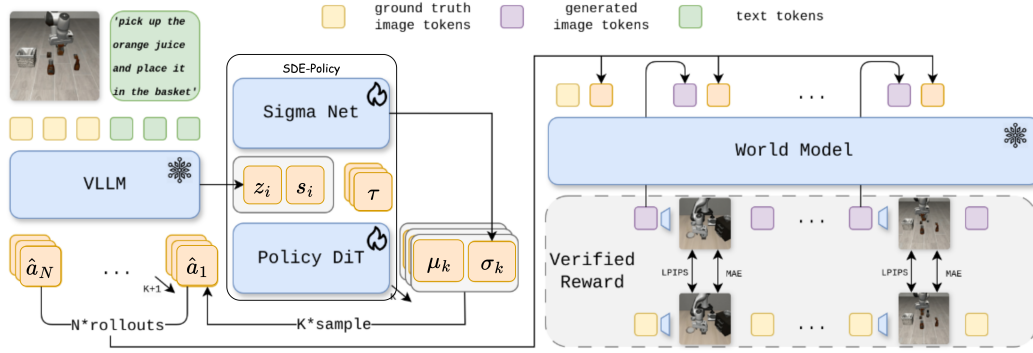 ground truth
image tokens
generated
image tokens
text tokens
'pick up the
orange juice
and place it
in the basket'
SDE-Policy
Sigma Net
VLLM
z_i
s_i
τ
Policy DiT
μ_k
σ_k
K
â_N
...
â_1
K+1
N*rollouts
K*sample
...
World Model
Verified
Reward
LPIPS
MAE
...
LPIPS
MAE
...